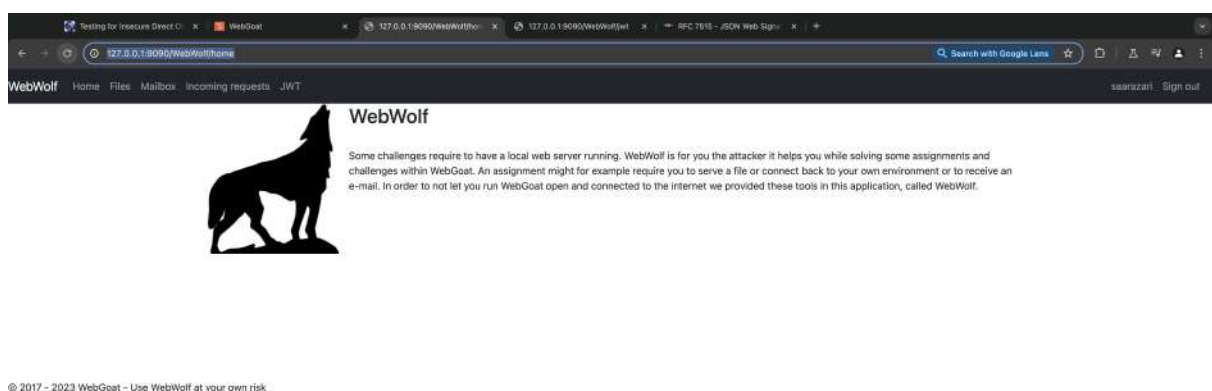 Testing for Insecure Direct O
WebGoat
127.0.0.1:9090/WebWolf/ho
127.0.0.1:9090/WebWolf/jwt
RFC 7515 - JSON Web Sign
127.0.0.1:9090/WebWolf/home
Search with Google Lens
WebWolf Home Files Mailbox Incoming requests JWT
saarazari Sign out
WebWolf
Some challenges require to have a local web server running. WebWolf is for you the attacker it helps you while solving some assignments and
challenges within WebGoat. An assignment might for example require you to serve a file or connect back to your own environment or to receive an
e-mail. In order to not let you run WebGoat open and connected to the internet we provided these tools in this application, called WebWolf.
© 2017 - 2023 WebGoat - Use WebWolf at your own risk